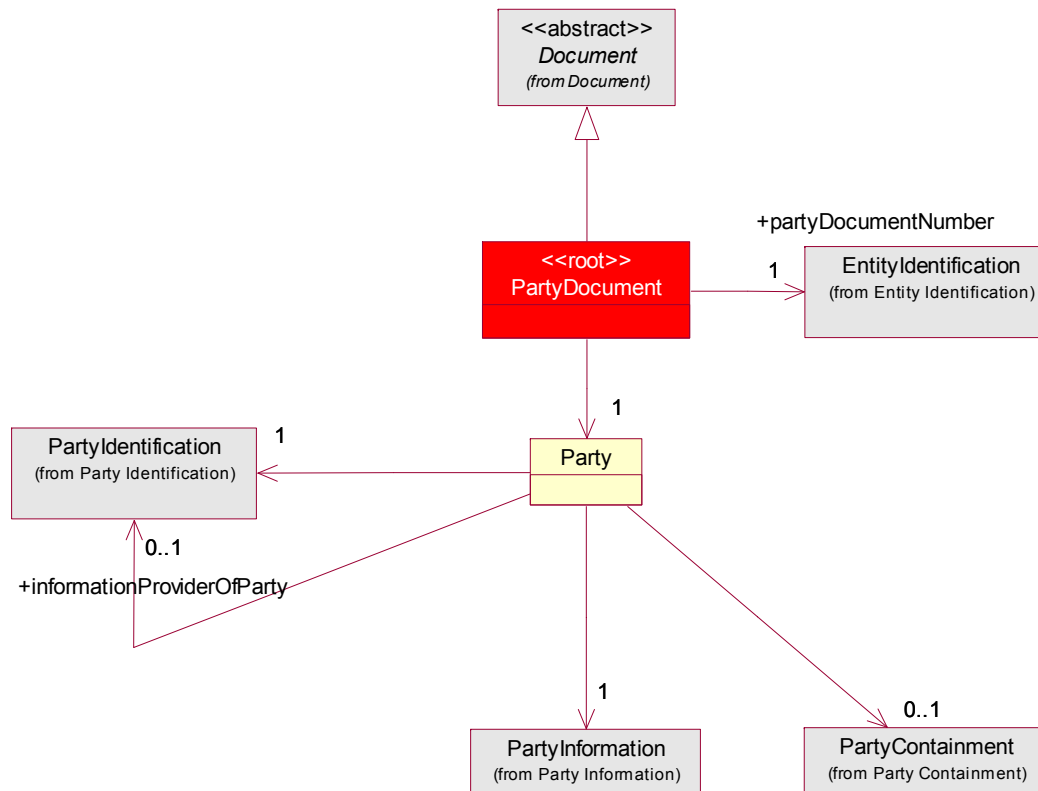 <<abstract>>
Document
(from Document)
+partyDocumentNumber
<<root>>
PartyDocument
1
EntityIdentification
(from Entity Identification)
1
PartyIdentification
(from Party Identification)
1
Party
0..1
+informationProviderOfParty
1
0..1
PartyInformation
(from Party Information)
PartyContainment
(from Party Containment)